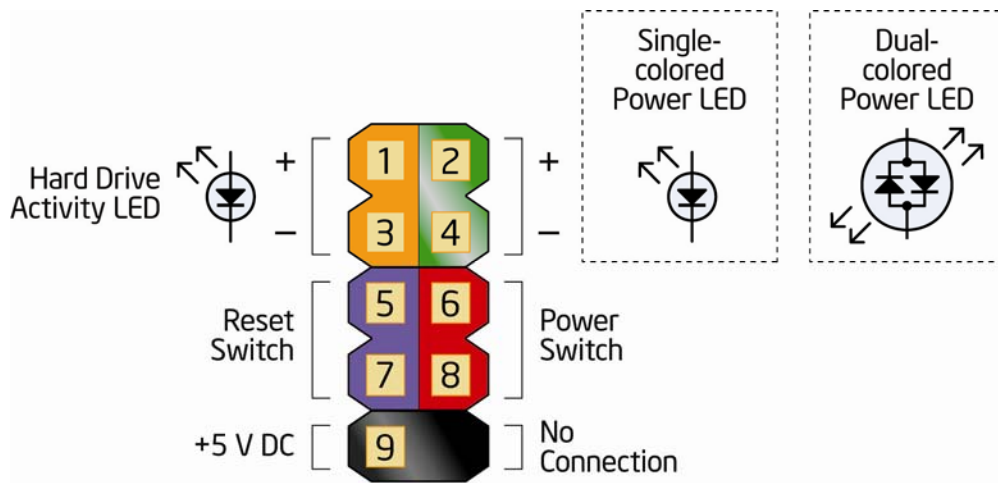 Single-
colored
Power LED
Dual-
colored
Power LED
Hard Drive
Activity LED
+
−
1
2
3
4
+
−
Reset
Switch
5
6
7
8
Power
Switch
+5 V DC
9
No
Connection